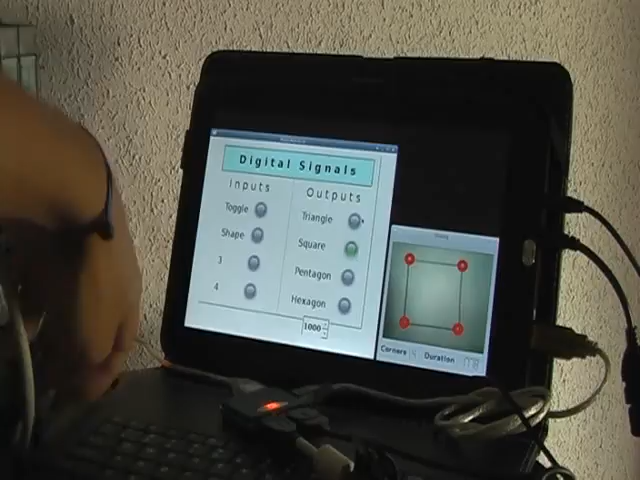 Digital Signals
Inputs
Outputs
Toggle
Triangle
Shape
Square
3
Pentagon
4
Hexagon
1000
Corners
Duration